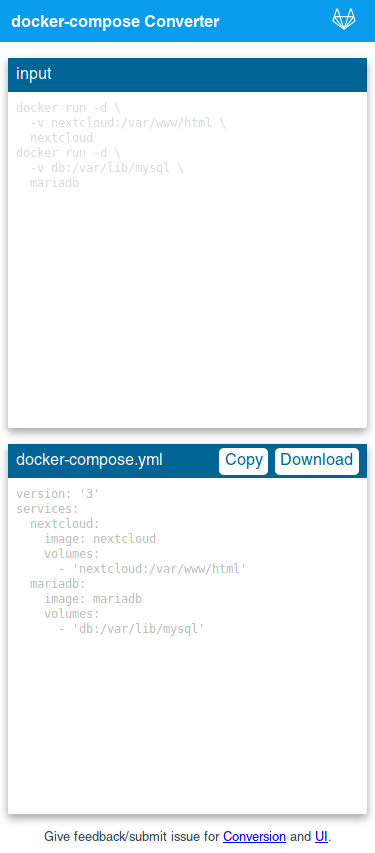 docker-compose Converter
input
docker run -d \
  -v nextcloud:/var/www/html \
  nextcloud
docker run -d \
  -v db:/var/lib/mysql \
  mariadb
docker-compose.yml Copy Download
version: '3'
services:
  nextcloud:
    image: nextcloud
    volumes:
      - 'nextcloud:/var/www/html'
  mariadb:
    image: mariadb
    volumes:
      - 'db:/var/lib/mysql'
Give feedback/submit issue for Conversion and UI.